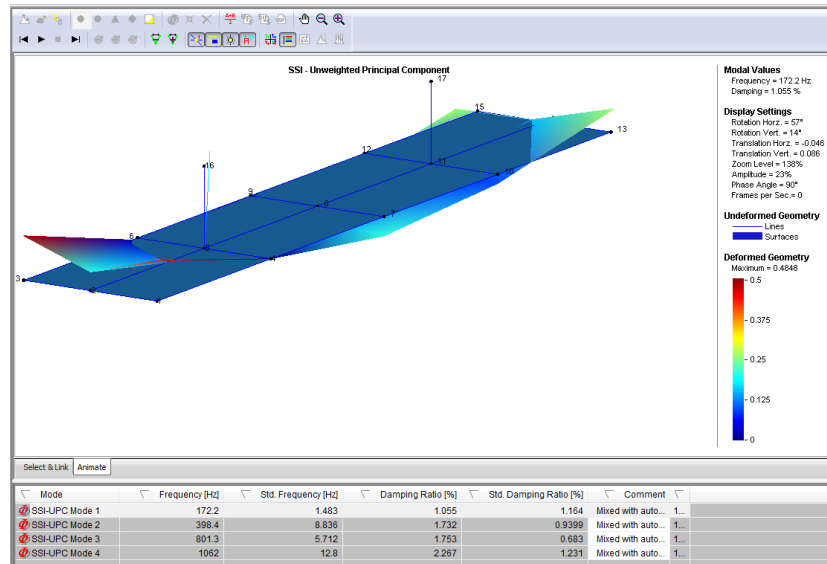 SSI - Unweighted Principal Component
17
15
13
12
11
10
16
9
8
7
6
5
4
3
2
1
Modal Values
Frequency = 172.2 Hz
Damping = 1.055 %
Display Settings
Rotation Horz. = 57°
Rotation Vert. = 14°
Translation Horz. = -0.046
Translation Vert. = 0.086
Zoom Level = 138%
Amplitude = 23%
Phase Angle = 90°
Frames per Sec.= 0
Undeformed Geometry
Lines
Surfaces
Deformed Geometry
Maximum = 0.4848
0.5
0.375
0.25
0.125
0
Select & Link Animate
Mode Frequency [Hz] Std. Frequency [Hz] Damping Ratio [%] Std. Damping Ratio [%] Comment
SSI-UPC Mode 1 172.2 1.483 1.055 1.164 Mixed with auto... 1...
SSI-UPC Mode 2 398.4 8.836 1.732 0.9399 Mixed with auto... 1...
SSI-UPC Mode 3 801.3 5.712 1.753 0.683 Mixed with auto... 1...
SSI-UPC Mode 4 1062 12.8 2.267 1.231 Mixed with auto... 1...